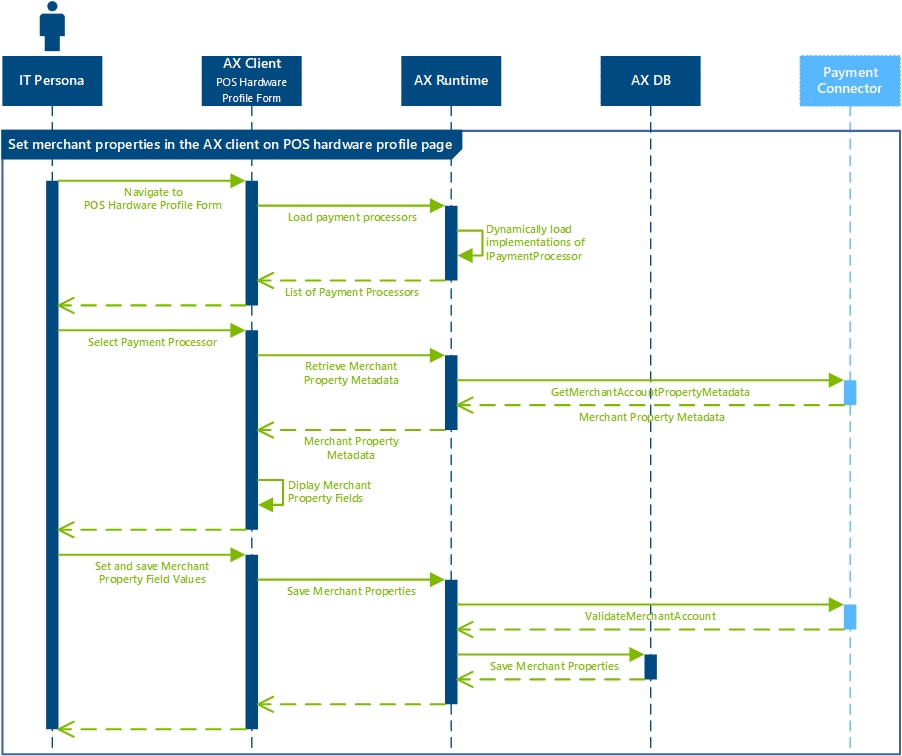 IT Persona
AX Client
POS Hardware
Profile Form
AX Runtime
AX DB
Payment
Connector
Set merchant properties in the AX client on POS hardware profile page
Navigate to
POS Hardware Profile Form
Load payment processors
Dynamically load
implementations of
IPaymentProcessor
List of Payment Processors
Select Payment Processor
Retrieve Merchant
Property Metadata
GetMerchantAccountPropertyMetadata
Merchant Property Metadata
Merchant Property
Metadata
Diplay Merchant
Property Fields
Set and save Merchant
Property Field Values
Save Merchant Properties
ValidateMerchantAccount
Save Merchant Properties